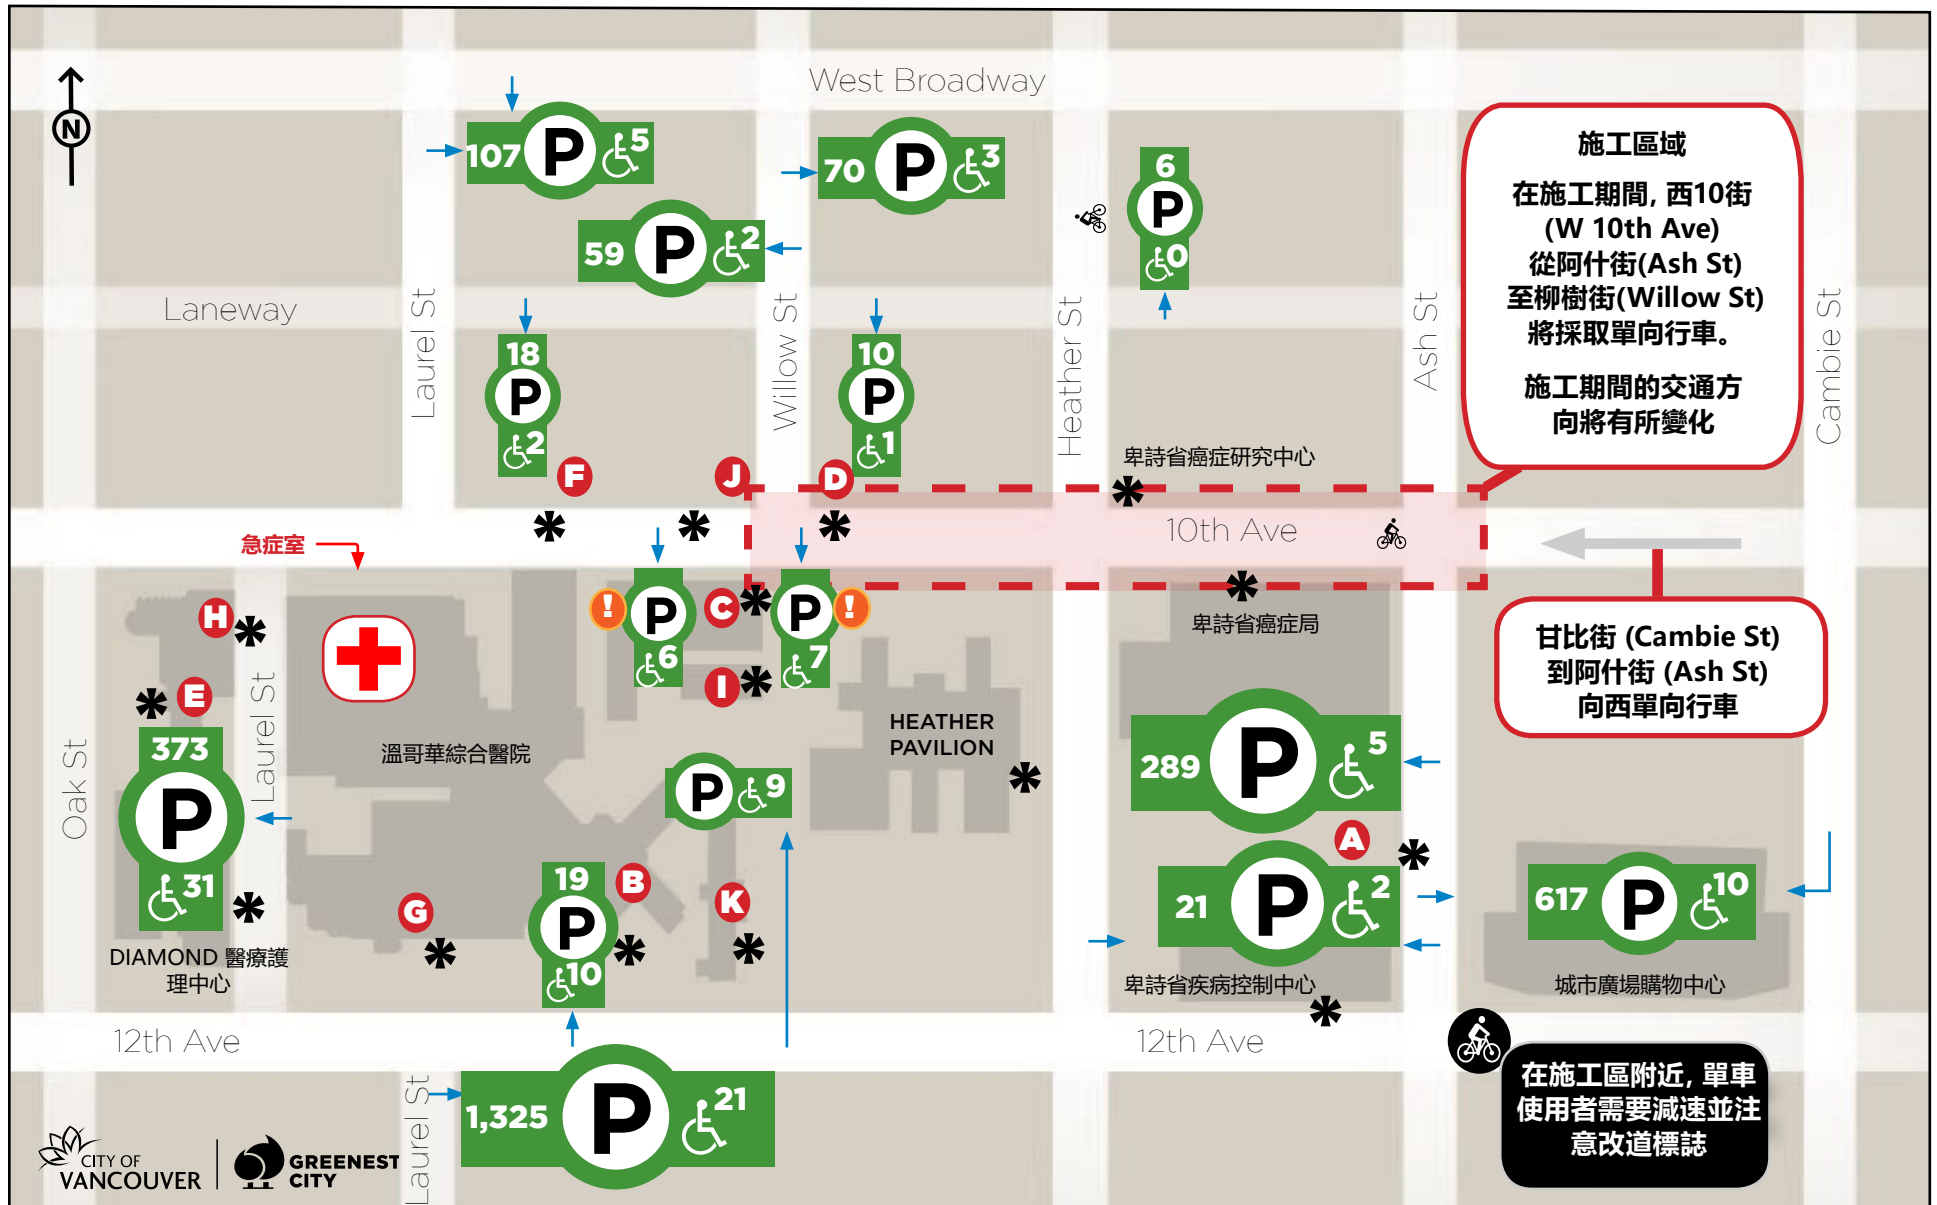 West Broadway
N
107 P 5
70 P 3
6
P
0
59 P 2
Laneway
Laurel St
Willow St
Heather St
Ash St
Cambie St
施工區域
在施工期間, 西10街
(W 10th Ave)
從阿什街(Ash St)
至柳樹街(Willow St)
將採取單向行車。
施工期間的交通方
向將有所變化
18
P
2
10
P
1
F
J
D
卑詩省癌症研究中心
10th Ave
急症室
H
! P
6
C
P !
7
卑詩省癌症局
甘比街 (Cambie St)
到阿什街 (Ash St)
向西單向行車
E
I
Laurel St
Oak St
373
P
31
溫哥華綜合醫院
HEATHER
PAVILION
P 9
289 P 5
A
21 P 2
617 P 10
19
P
10
B
G
K
DIAMOND 醫療護
理中心
卑詩省疾病控制中心
城市廣場購物中心
12th Ave
12th Ave
Laurel St
1,325 P 21
在施工區附近, 單車
使用者需要減速並注
意改道標誌
CITY OF
VANCOUVER
GREENEST
CITY